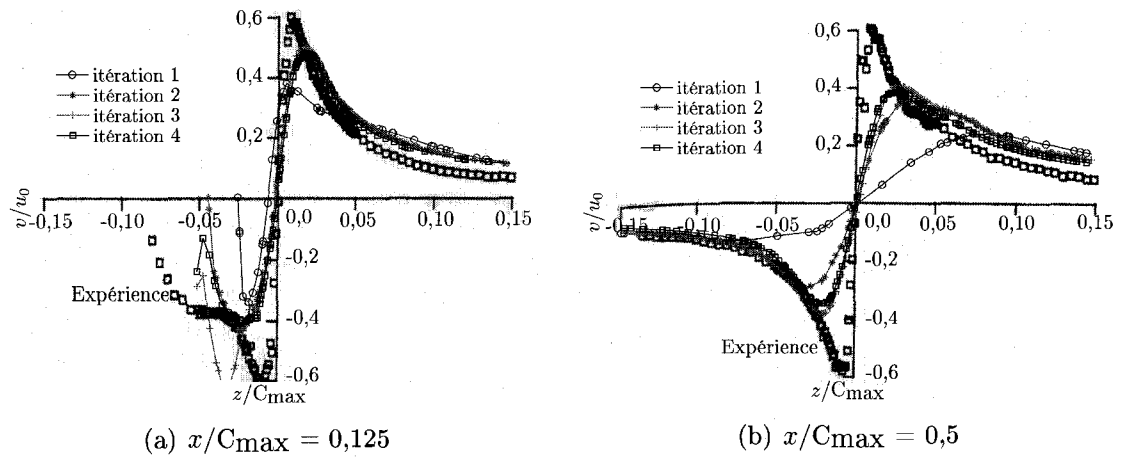 0,6
itération 1
itération 2
itération 3
itération 4
0,4
0,2
v/u0
-0,15
-0,10
-0,05
0,0
0,05
0,10
0,15
-0,2
Expérience
-0,4
-0,6
z/Cmax
(a) x/Cmax = 0,125
0,6
itération 1
itération 2
itération 3
itération 4
0,4
0,2
v/u0
-0,15
-0,10
-0,05
0,0
0,05
0,10
0,15
-0,2
-0,4
Expérience
-0,6
z/Cmax
(b) x/Cmax = 0,5